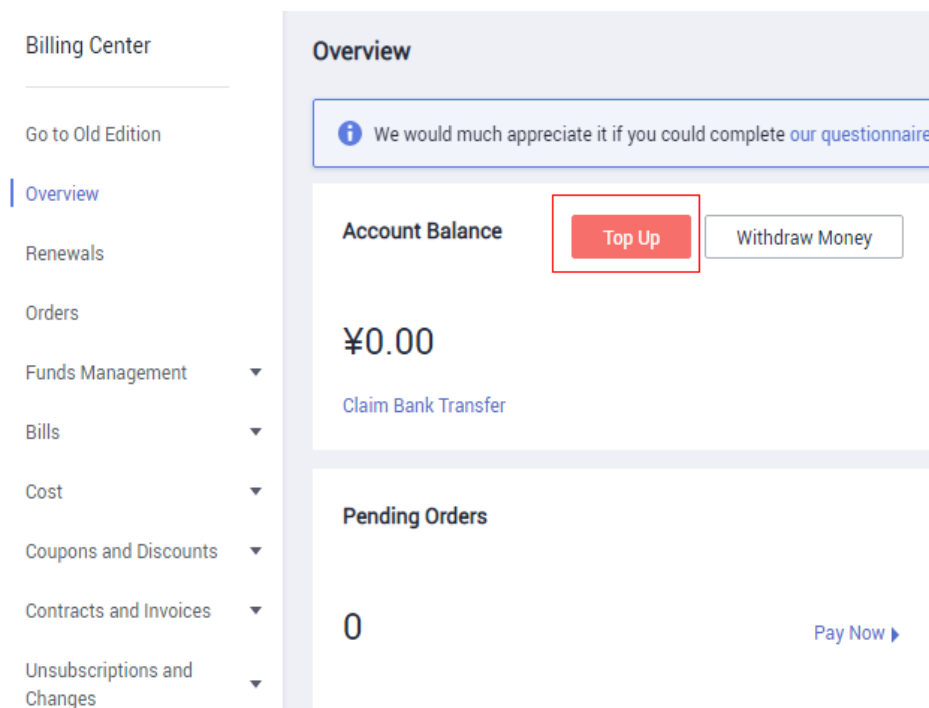 Billing Center
Go to Old Edition
Overview
Renewals
Orders
Funds Management
Bills
Cost
Coupons and Discounts
Contracts and Invoices
Unsubscriptions and
Changes
Overview
We would much appreciate it if you could complete our questionnaire
Account Balance
Top Up
Withdraw Money
¥0.00
Claim Bank Transfer
Pending Orders
0
Pay Now